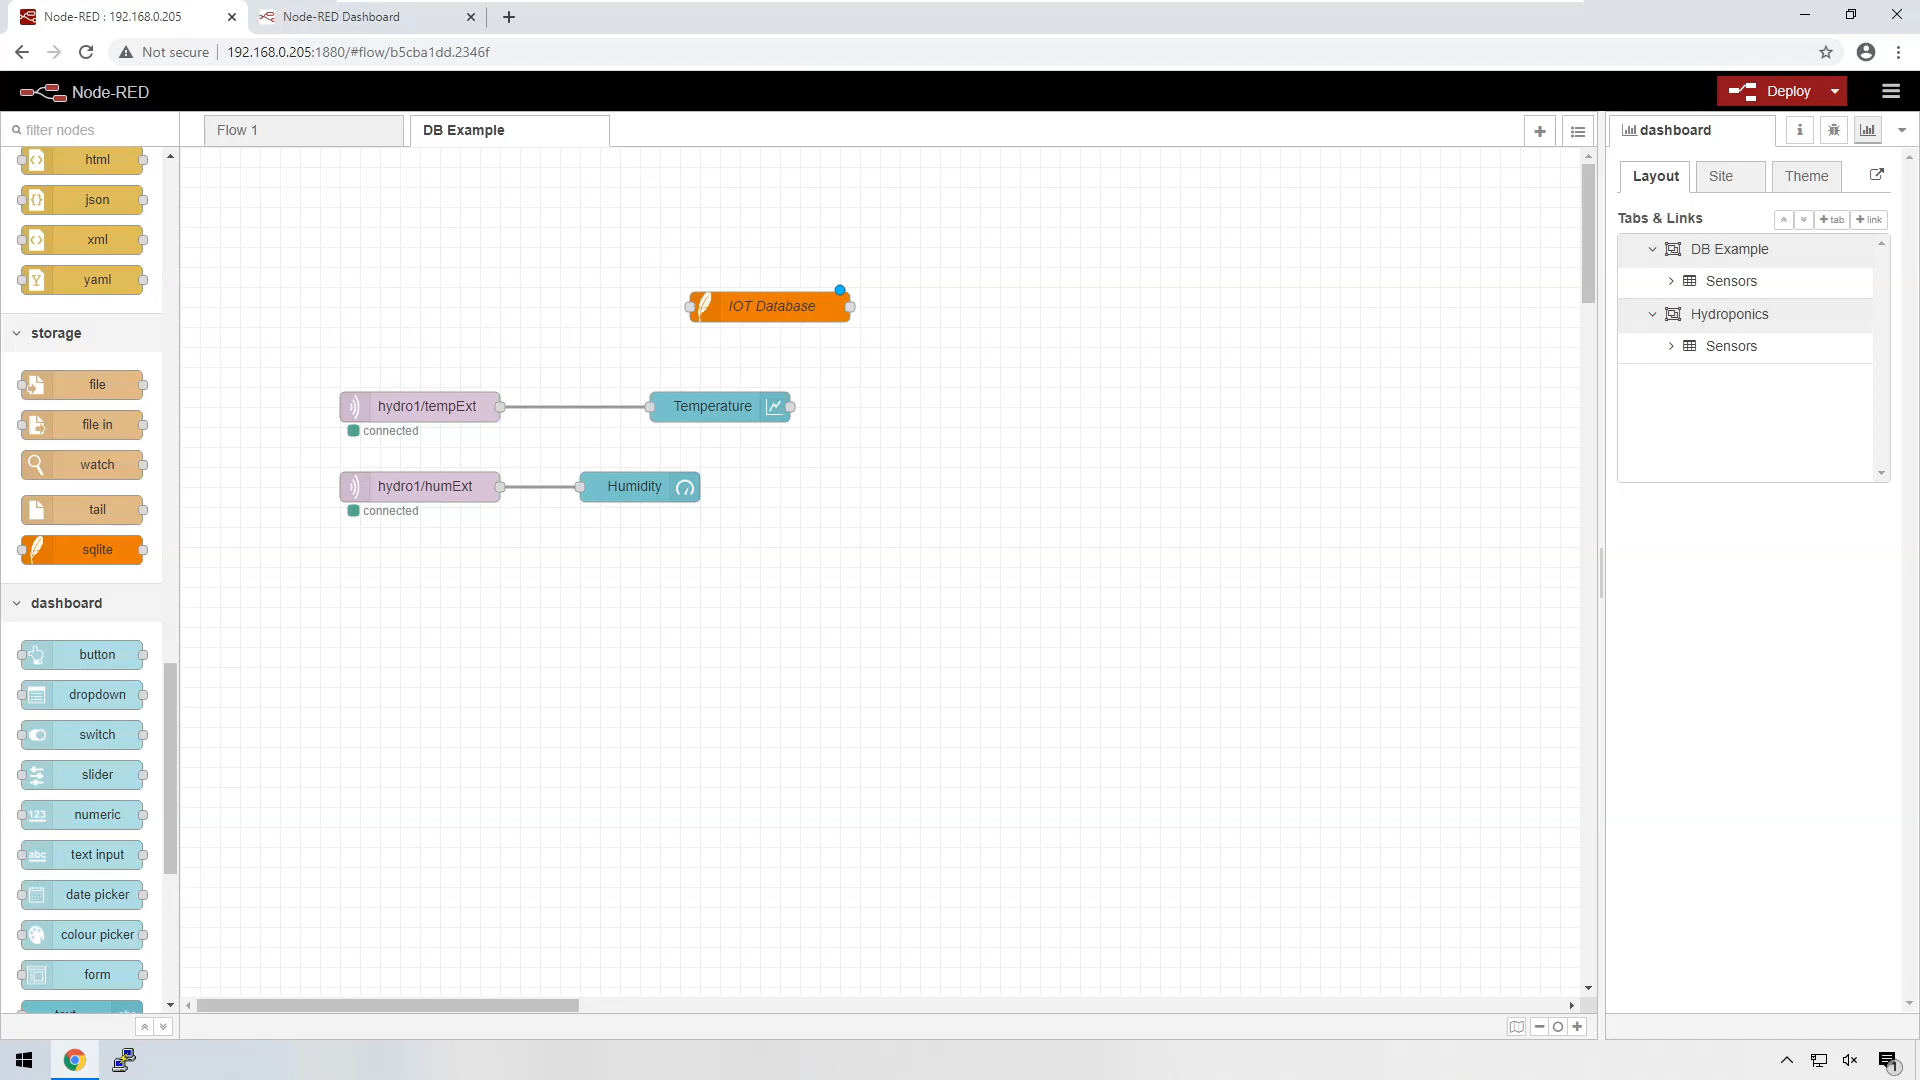 Node-RED : 192.168.0.205
Node-RED Dashboard
Not secure
192.168.0.205:1880/#flow/b5cba1dd.2346f
Node-RED
Deploy
filter nodes
Flow 1
DB Example
dashboard
i
html
json
xml
yaml
storage
file
file in
watch
tail
sqlite
dashboard
button
dropdown
switch
slider
123
numeric
abc
text input
date picker
colour picker
form
IOT Database
hydro1/tempExt
connected
Temperature
hydro1/humExt
connected
Humidity
Layout
Site
Theme
Tabs & Links
tab
link
DB Example
Sensors
Hydroponics
Sensors
1